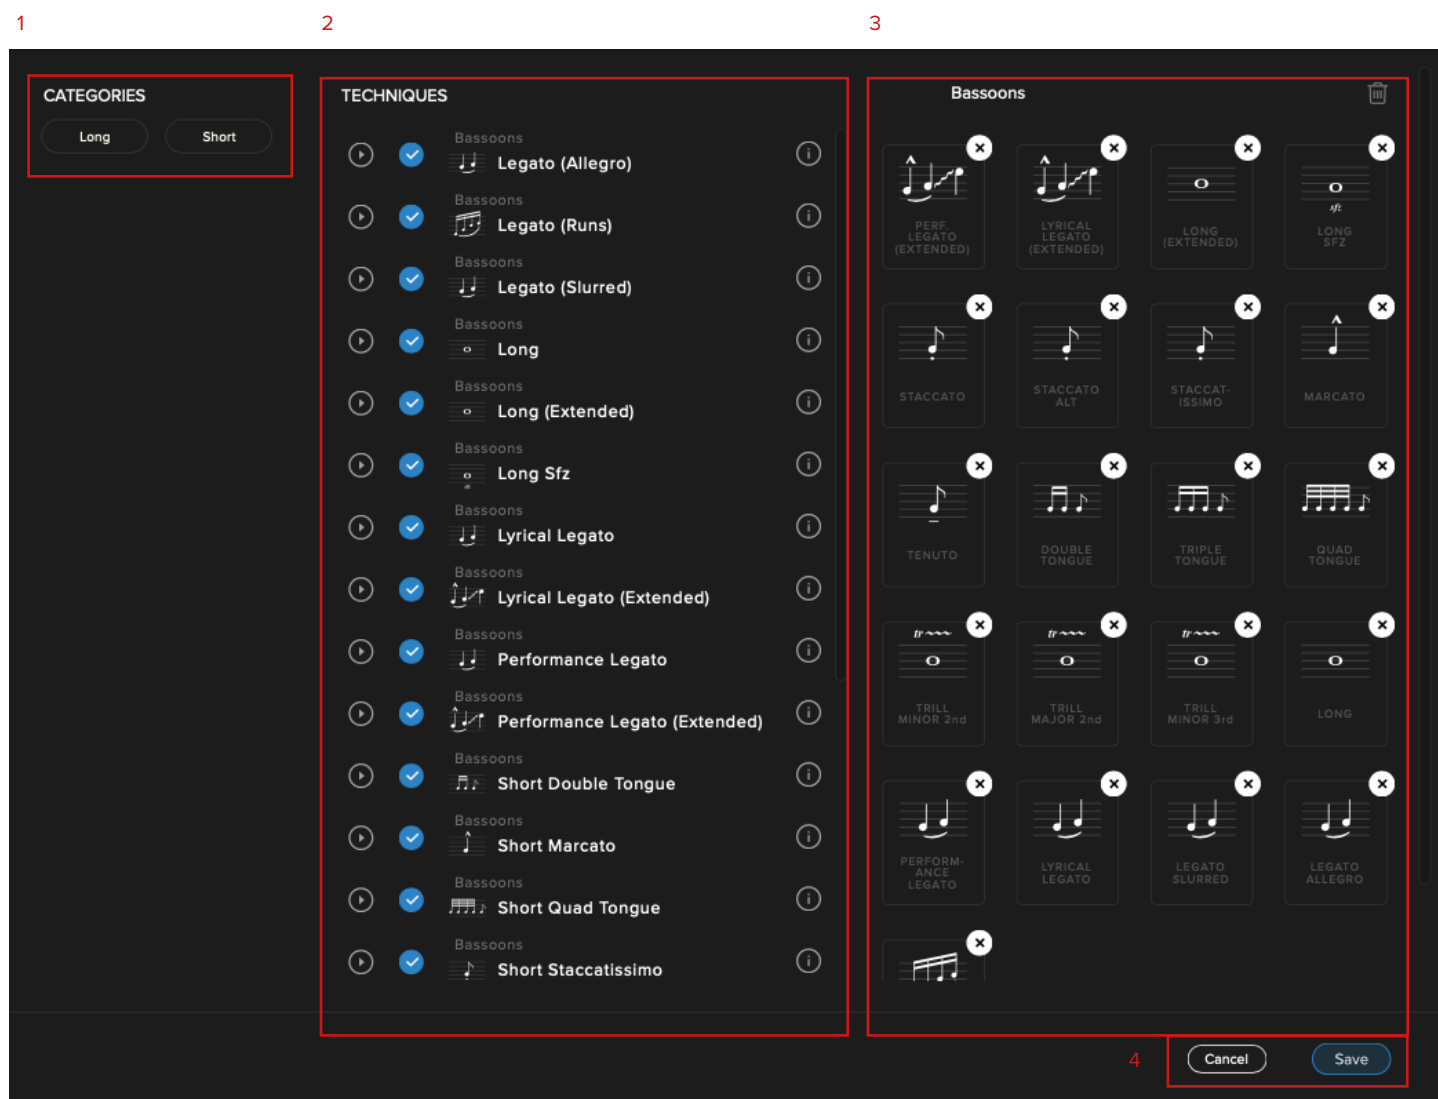 1
2
3
CATEGORIES
Long
Short
TECHNIQUES
Bassoons
Legato (Allegro)
Bassoons
Legato (Runs)
Bassoons
Legato (Slurred)
Bassoons
Long
Bassoons
Long (Extended)
Bassoons
Long Sfz
Bassoons
Lyrical Legato
Bassoons
Lyrical Legato (Extended)
Bassoons
Performance Legato
Bassoons
Performance Legato (Extended)
Bassoons
Short Double Tongue
Bassoons
Short Marcato
Bassoons
Short Quad Tongue
Bassoons
Short Staccatissimo
Bassoons
PERF.
LEGATO
(EXTENDED)
LYRICAL
LEGATO
(EXTENDED)
LONG
(EXTENDED)
sfz
LONG
SFZ
STACCATO
STACCATO
ALT
STACCAT-
ISSIMO
MARCATO
TENUTO
DOUBLE
TONGUE
TRIPLE
TONGUE
QUAD
TONGUE
tr
TRILL
MINOR 2nd
tr
TRILL
MAJOR 2nd
tr
TRILL
MINOR 3rd
LONG
PERFORM-
ANCE
LEGATO
LYRICAL
LEGATO
LEGATO
SLURRED
LEGATO
ALLEGRO
4
Cancel
Save